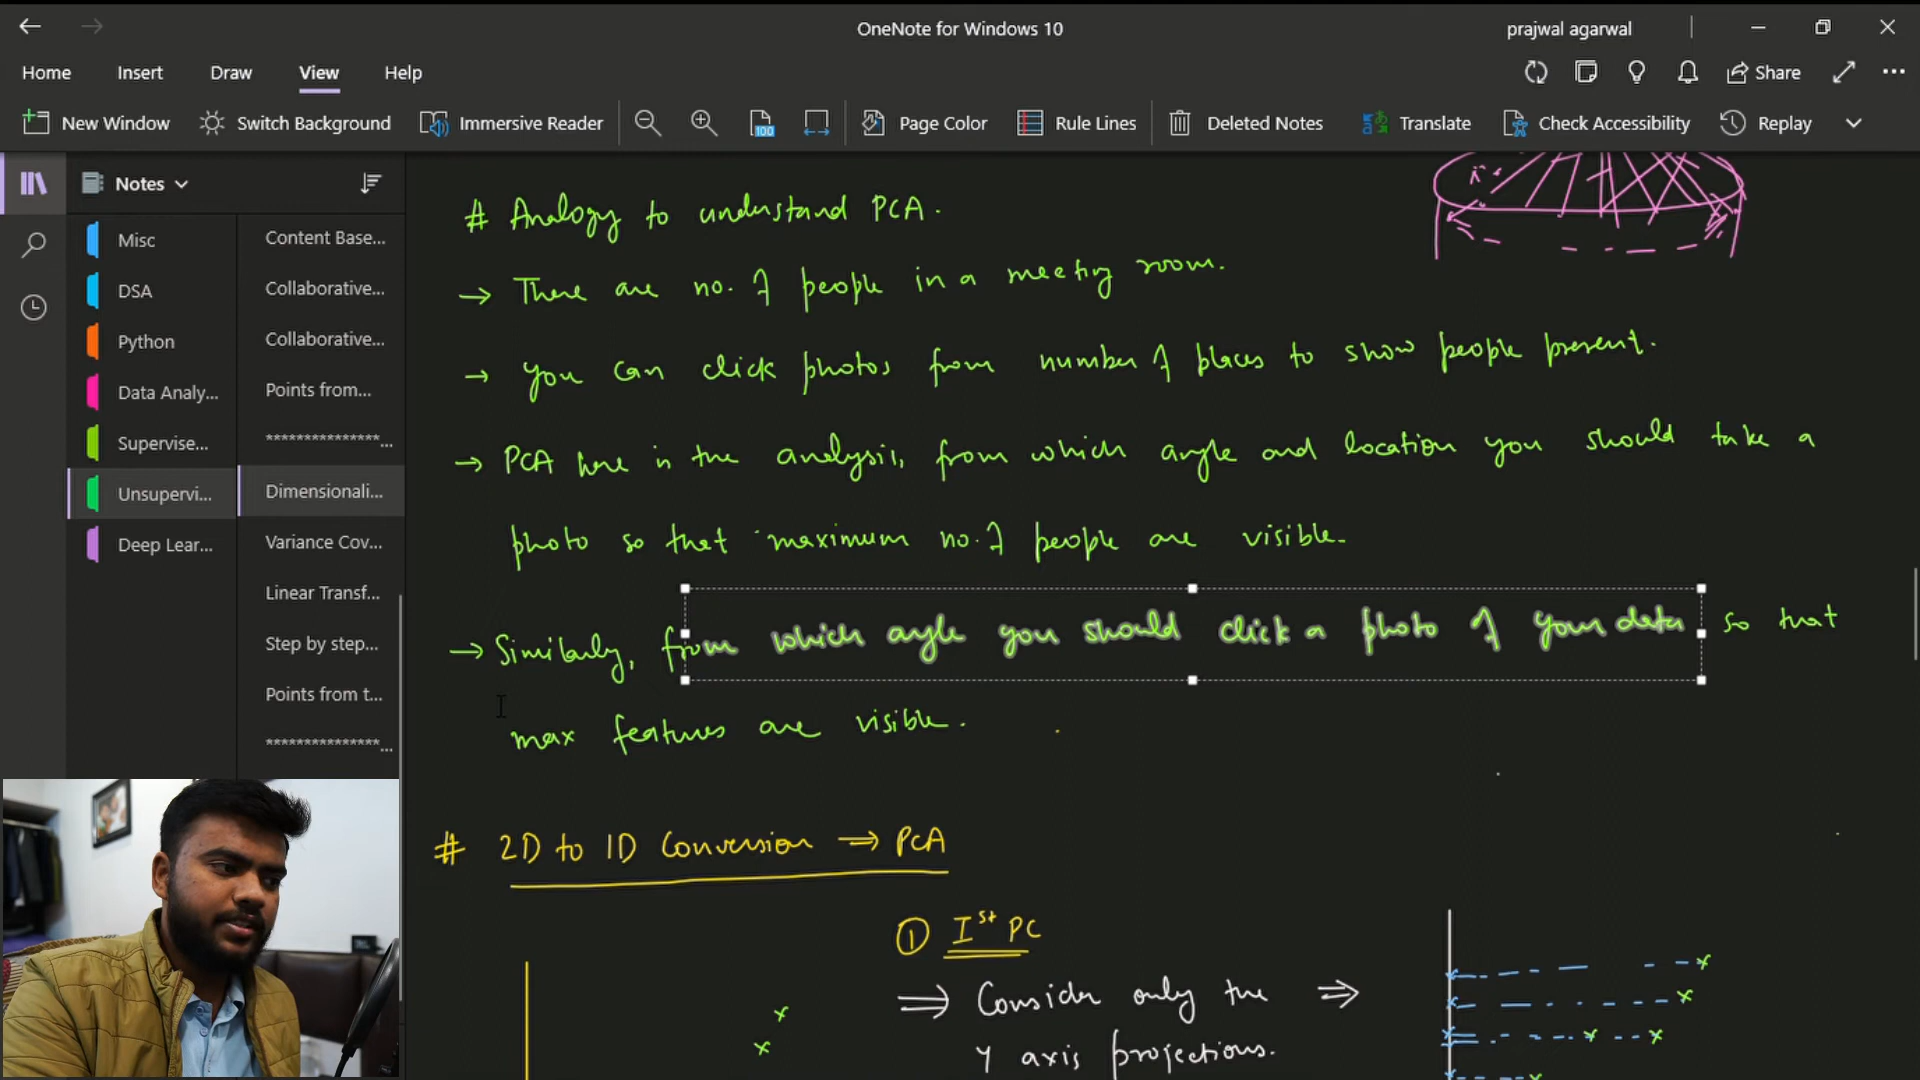 OneNote for Windows 10
prajwal agarwal
Home Insert Draw View Help
Share
New Window Switch Background Immersive Reader 100 Page Color Rule Lines Deleted Notes Translate Check Accessibility Replay
Notes
Misc
DSA
Python
Data Analy...
Supervise...
Unsupervi...
Deep Lear...
Content Base...
Collaborative...
Collaborative...
Points from...
***************...
Dimensionali...
Variance Cov...
Linear Transf...
Step by step...
Points from t...
***************...
# Analogy to understand PCA.
→ There are no. of people in a meeting room.
→ you can click photos from number of places to show people present.
→ PCA here is the analysis, from which angle and location you should take a
photo so that maximum no. of people are visible.
→ Similarly, from which angle you should click a photo of your data so that
max features are visible.
# 2D to 1D Conversion ⇒ PCA
① Ist PC
⇒ Consider only the ⇒
Y axis projections.